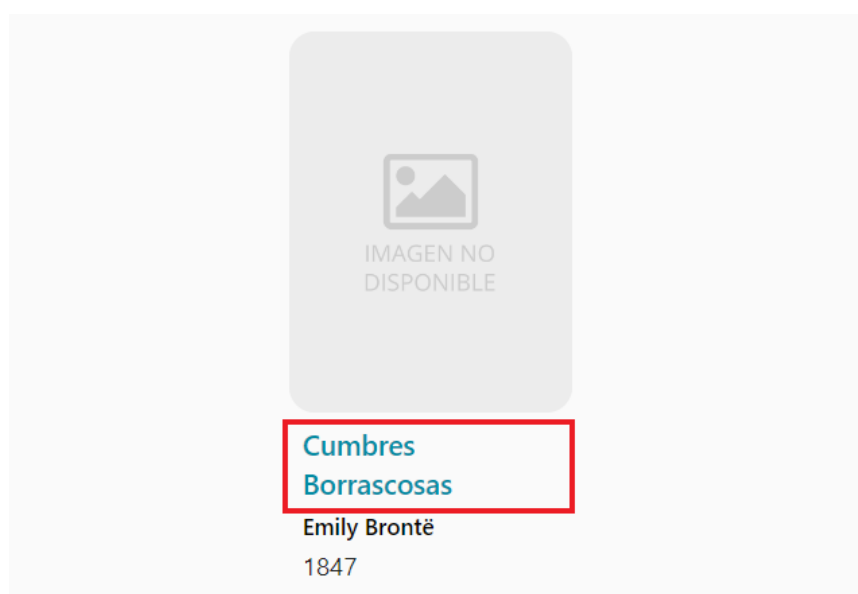 IMAGEN NO
DISPONIBLE
Cumbres
Borrascosas
Emily Brontë
1847